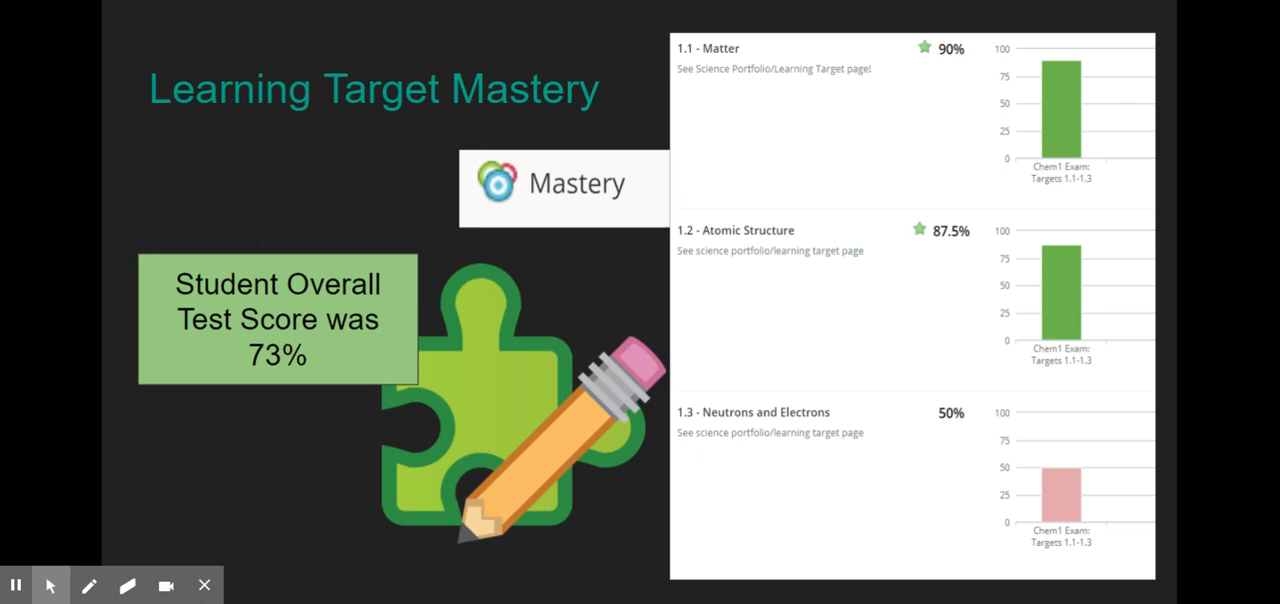 Learning Target Mastery
Mastery
Student Overall
Test Score was
73%
1.1 - Matter
90%
See Science Portfolio/Learning Target page!
100
75
50
25
0
Chem1 Exam:
Targets 1.1-1.3
1.2 - Atomic Structure
87.5%
See science portfolio/learning target page
100
75
50
25
0
Chem1 Exam:
Targets 1.1-1.3
1.3 - Neutrons and Electrons
50%
See science portfolio/learning target page
100
75
50
25
0
Chem1 Exam:
Targets 1.1-1.3